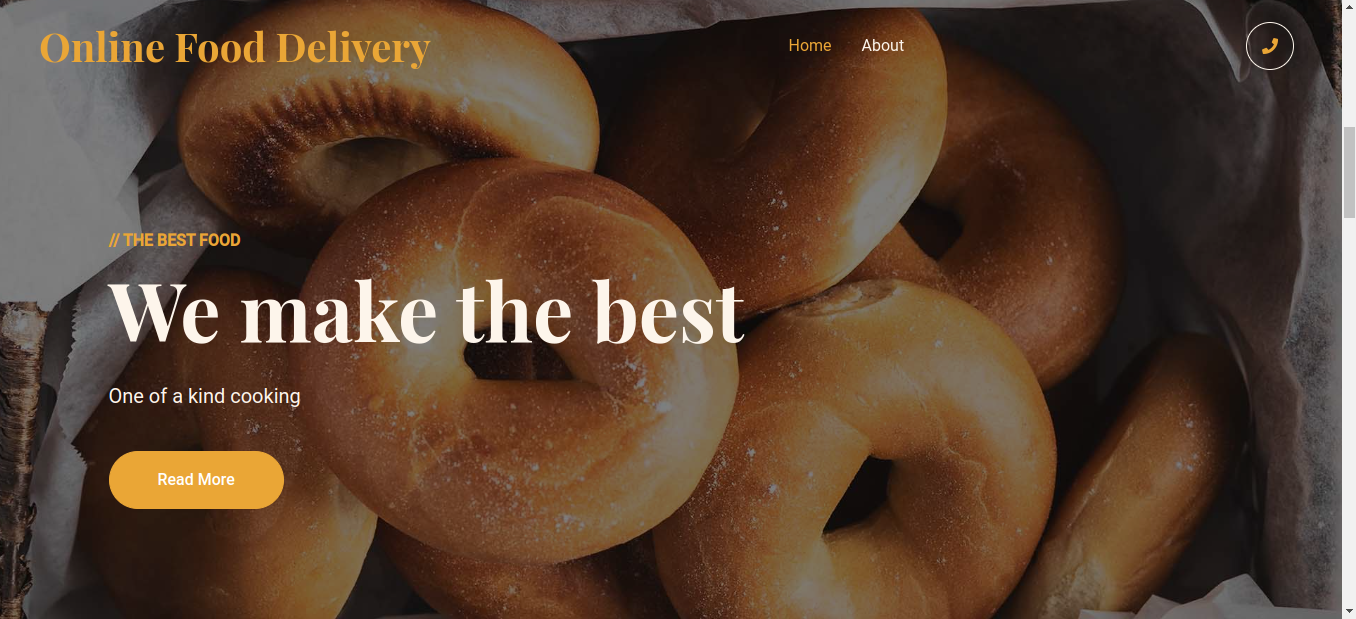 Online Food Delivery
Home About
// THE BEST FOOD
We make the best
One of a kind cooking
Read More